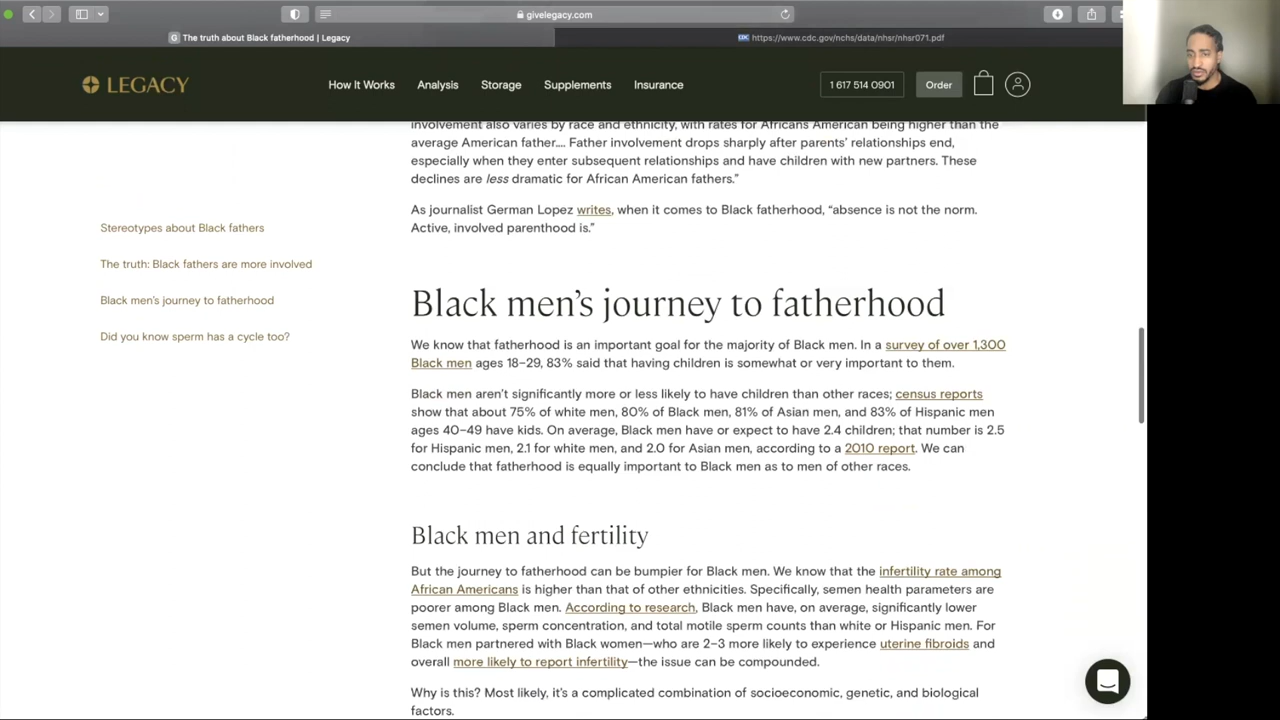 givelegacy.com
The truth about Black fatherhood | Legacy
https://www.cdc.gov/nchs/data/nhsr/nhsr071.pdf
LEGACY
How It Works
Analysis
Storage
Supplements
Insurance
1 617 514 0901
Order
involvement also varies by race and ethnicity, with rates for Africans American being higher than the
average American father.... Father involvement drops sharply after parents’ relationships end,
especially when they enter subsequent relationships and have children with new partners. These
declines are less dramatic for African American fathers.”
As journalist German Lopez writes, when it comes to Black fatherhood, “absence is not the norm.
Active, involved parenthood is.”
Stereotypes about Black fathers
The truth: Black fathers are more involved
Black men’s journey to fatherhood
Did you know sperm has a cycle too?
Black men’s journey to fatherhood
We know that fatherhood is an important goal for the majority of Black men. In a survey of over 1,300
Black men ages 18–29, 83% said that having children is somewhat or very important to them.
Black men aren’t significantly more or less likely to have children than other races; census reports
show that about 75% of white men, 80% of Black men, 81% of Asian men, and 83% of Hispanic men
ages 40–49 have kids. On average, Black men have or expect to have 2.4 children; that number is 2.5
for Hispanic men, 2.1 for white men, and 2.0 for Asian men, according to a 2010 report. We can
conclude that fatherhood is equally important to Black men as to men of other races.
Black men and fertility
But the journey to fatherhood can be bumpier for Black men. We know that the infertility rate among
African Americans is higher than that of other ethnicities. Specifically, semen health parameters are
poorer among Black men. According to research, Black men have, on average, significantly lower
semen volume, sperm concentration, and total motile sperm counts than white or Hispanic men. For
Black men partnered with Black women—who are 2–3 more likely to experience uterine fibroids and
overall more likely to report infertility—the issue can be compounded.
Why is this? Most likely, it’s a complicated combination of socioeconomic, genetic, and biological
factors.